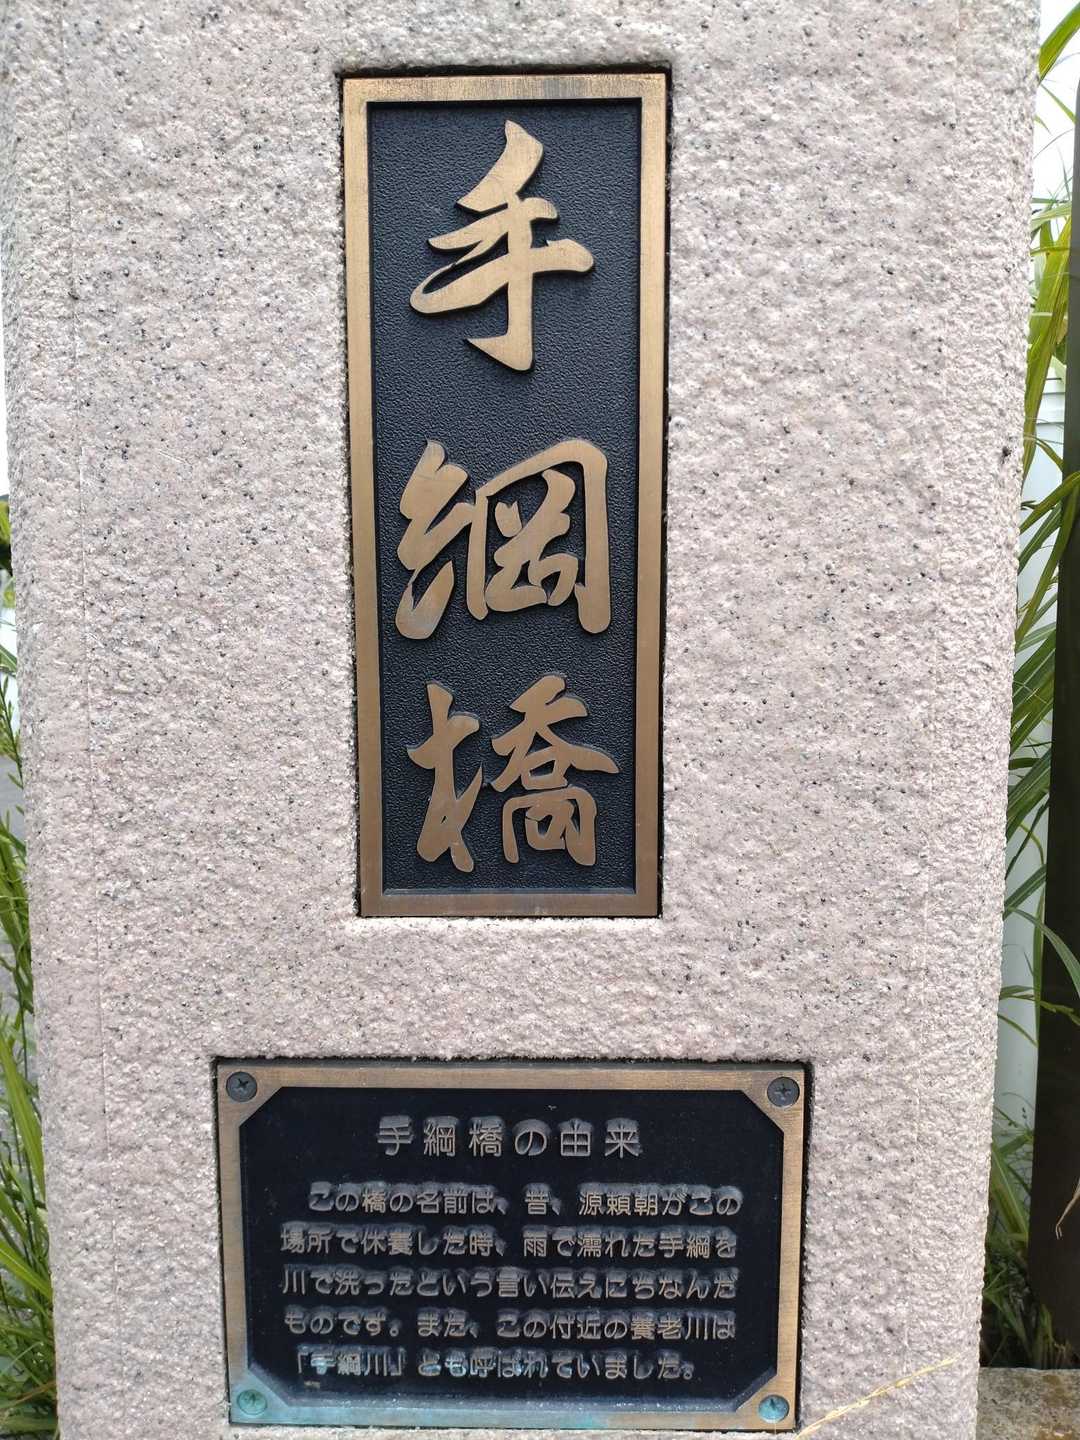 手綱橋
手綱橋の由来
この橋の名前は、昔、源頼朝がこの
場所で休養した時、雨で濡れた手綱を
川で洗ったという言い伝えにちなんだ
ものです。また、この付近の養老川は
「手綱川」とも呼ばれていました。